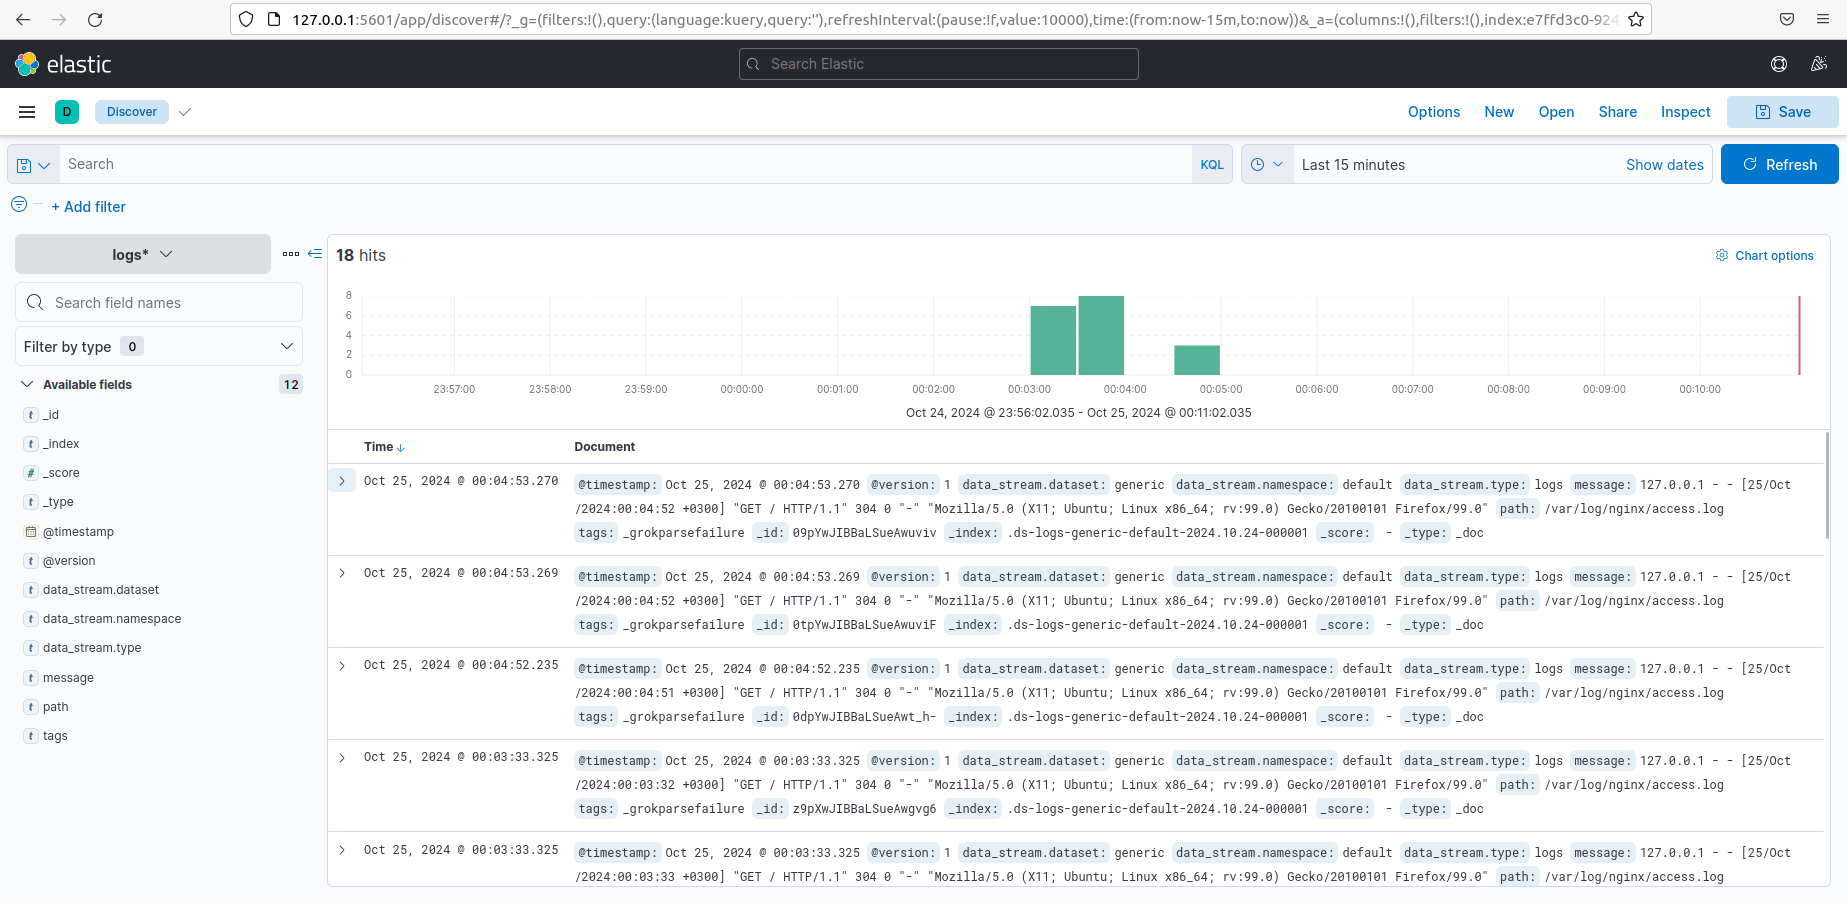 127.0.0.1:5601/app/discover#/?_g=(filters:!(),query:(language:kuery,query:''),refreshInterval:(pause:!f,value:10000),time:(from:now-15m,to:now))&_a=(columns:!(),filters:!(),index:e7ffd3c0-924
elastic
Search Elastic
D Discover Options New Open Share Inspect Save
Search KQL Last 15 minutes Show dates Refresh
+ Add filter
logs*
Search field names
Filter by type 0
Available fields 12
t _id
t _index
# _score
t _type
@timestamp
t @version
t data_stream.dataset
t data_stream.namespace
t data_stream.type
t message
t path
t tags
18 hits Chart options
8
6
4
2
0
23:57:00 23:58:00 23:59:00 00:00:00 00:01:00 00:02:00 00:03:00 00:04:00 00:05:00 00:06:00 00:07:00 00:08:00 00:09:00 00:10:00
Oct 24, 2024 @ 23:56:02.035 - Oct 25, 2024 @ 00:11:02.035
Time Document
Oct 25, 2024 @ 00:04:53.270 @timestamp: Oct 25, 2024 @ 00:04:53.270 @version: 1 data_stream.dataset: generic data_stream.namespace: default data_stream.type: logs message: 127.0.0.1 - - [25/Oct
/2024:00:04:52 +0300] "GET / HTTP/1.1" 304 0 "-" "Mozilla/5.0 (X11; Ubuntu; Linux x86_64; rv:99.0) Gecko/20100101 Firefox/99.0" path: /var/log/nginx/access.log
tags: _grokparsefailure _id: 09pYwJIBBaLSueAwuviv _index: .ds-logs-generic-default-2024.10.24-000001 _score: - _type: _doc
Oct 25, 2024 @ 00:04:53.269 @timestamp: Oct 25, 2024 @ 00:04:53.269 @version: 1 data_stream.dataset: generic data_stream.namespace: default data_stream.type: logs message: 127.0.0.1 - - [25/Oct
/2024:00:04:52 +0300] "GET / HTTP/1.1" 304 0 "-" "Mozilla/5.0 (X11; Ubuntu; Linux x86_64; rv:99.0) Gecko/20100101 Firefox/99.0" path: /var/log/nginx/access.log
tags: _grokparsefailure _id: 0tpYwJIBBaLSueAwuviF _index: .ds-logs-generic-default-2024.10.24-000001 _score: - _type: _doc
Oct 25, 2024 @ 00:04:52.235 @timestamp: Oct 25, 2024 @ 00:04:52.235 @version: 1 data_stream.dataset: generic data_stream.namespace: default data_stream.type: logs message: 127.0.0.1 - - [25/Oct
/2024:00:04:51 +0300] "GET / HTTP/1.1" 304 0 "-" "Mozilla/5.0 (X11; Ubuntu; Linux x86_64; rv:99.0) Gecko/20100101 Firefox/99.0" path: /var/log/nginx/access.log
tags: _grokparsefailure _id: 0dpYwJIBBaLSueAwt_h- _index: .ds-logs-generic-default-2024.10.24-000001 _score: - _type: _doc
Oct 25, 2024 @ 00:03:33.325 @timestamp: Oct 25, 2024 @ 00:03:33.325 @version: 1 data_stream.dataset: generic data_stream.namespace: default data_stream.type: logs message: 127.0.0.1 - - [25/Oct
/2024:00:03:32 +0300] "GET / HTTP/1.1" 304 0 "-" "Mozilla/5.0 (X11; Ubuntu; Linux x86_64; rv:99.0) Gecko/20100101 Firefox/99.0" path: /var/log/nginx/access.log
tags: _grokparsefailure _id: z9pXwJIBBaLSueAwgvg6 _index: .ds-logs-generic-default-2024.10.24-000001 _score: - _type: _doc
Oct 25, 2024 @ 00:03:33.325 @timestamp: Oct 25, 2024 @ 00:03:33.325 @version: 1 data_stream.dataset: generic data_stream.namespace: default data_stream.type: logs message: 127.0.0.1 - - [25/Oct
/2024:00:03:33 +0300] "GET / HTTP/1.1" 304 0 "-" "Mozilla/5.0 (X11; Ubuntu; Linux x86_64; rv:99.0) Gecko/20100101 Firefox/99.0" path: /var/log/nginx/access.log